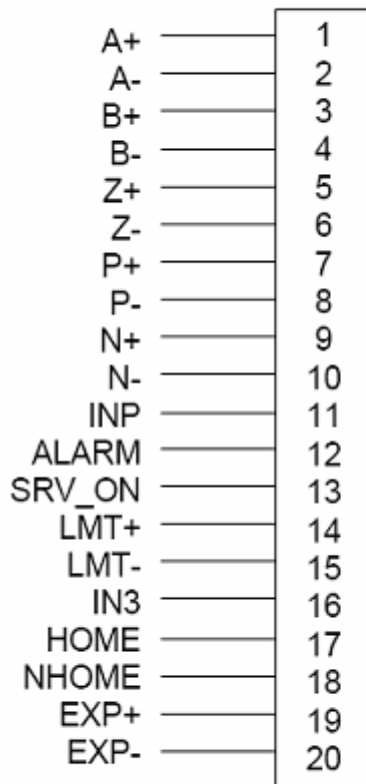 A+ 1
A- 2
B+ 3
B- 4
Z+ 5
Z- 6
P+ 7
P- 8
N+ 9
N- 10
INP 11
ALARM 12
SRV_ON 13
LMT+ 14
LMT- 15
IN3 16
HOME 17
NHOME 18
EXP+ 19
EXP- 20